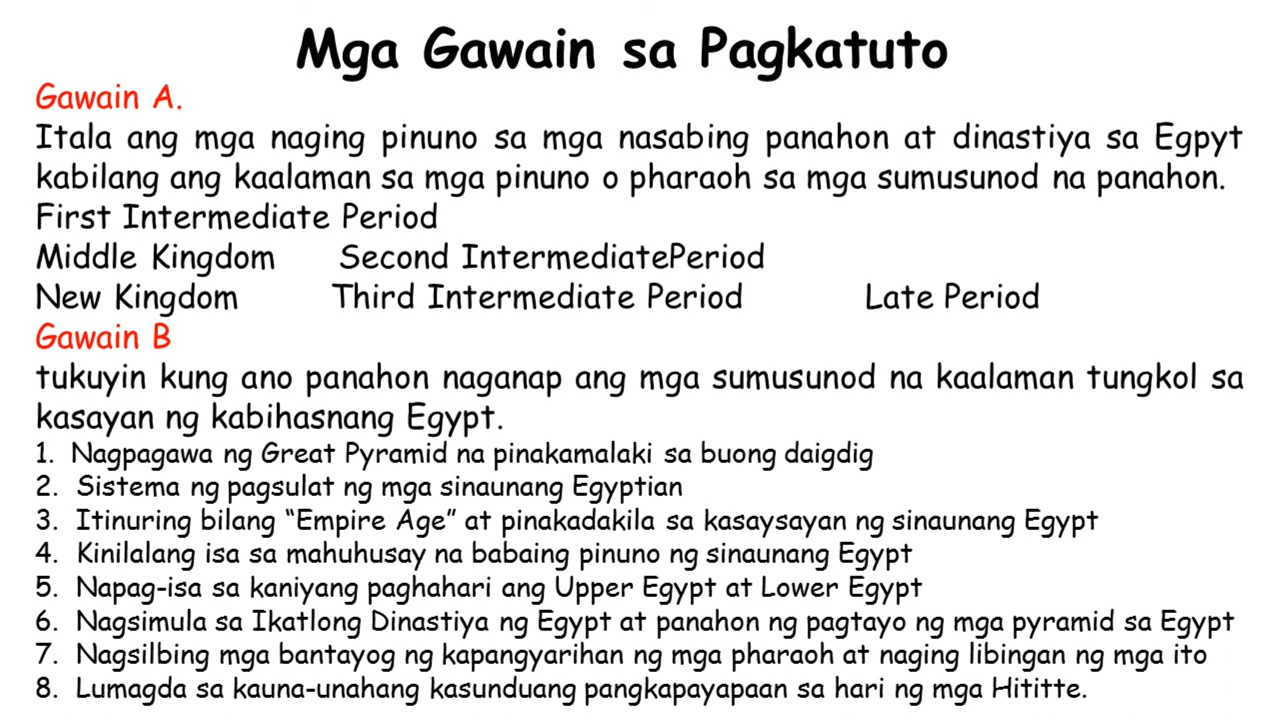 Mga Gawain sa Pagkatuto
Gawain A.
Itala ang mga naging pinuno sa mga nasabing panahon at dinastiya sa Egpyt
kabilang ang kaalaman sa mga pinuno o pharaoh sa mga sumusunod na panahon.
First Intermediate Period
Middle Kingdom Second IntermediatePeriod
New Kingdom Third Intermediate Period Late Period
Gawain B
tukuyin kung ano panahon naganap ang mga sumusunod na kaalaman tungkol sa
kasayan ng kabihasnang Egypt.
1. Nagpagawa ng Great Pyramid na pinakamalaki sa buong daigdig
2. Sistema ng pagsulat ng mga sinaunang Egyptian
3. Itinuring bilang “Empire Age” at pinakadakila sa kasaysayan ng sinaunang Egypt
4. Kinilalang isa sa mahuhusay na babaing pinuno ng sinaunang Egypt
5. Napag-isa sa kaniyang paghahari ang Upper Egypt at Lower Egypt
6. Nagsimula sa Ikatlong Dinastiya ng Egypt at panahon ng pagtayo ng mga pyramid sa Egypt
7. Nagsilbing mga bantayog ng kapangyarihan ng mga pharaoh at naging libingan ng mga ito
8. Lumagda sa kauna-unahang kasunduang pangkapayapaan sa hari ng mga Hititte.